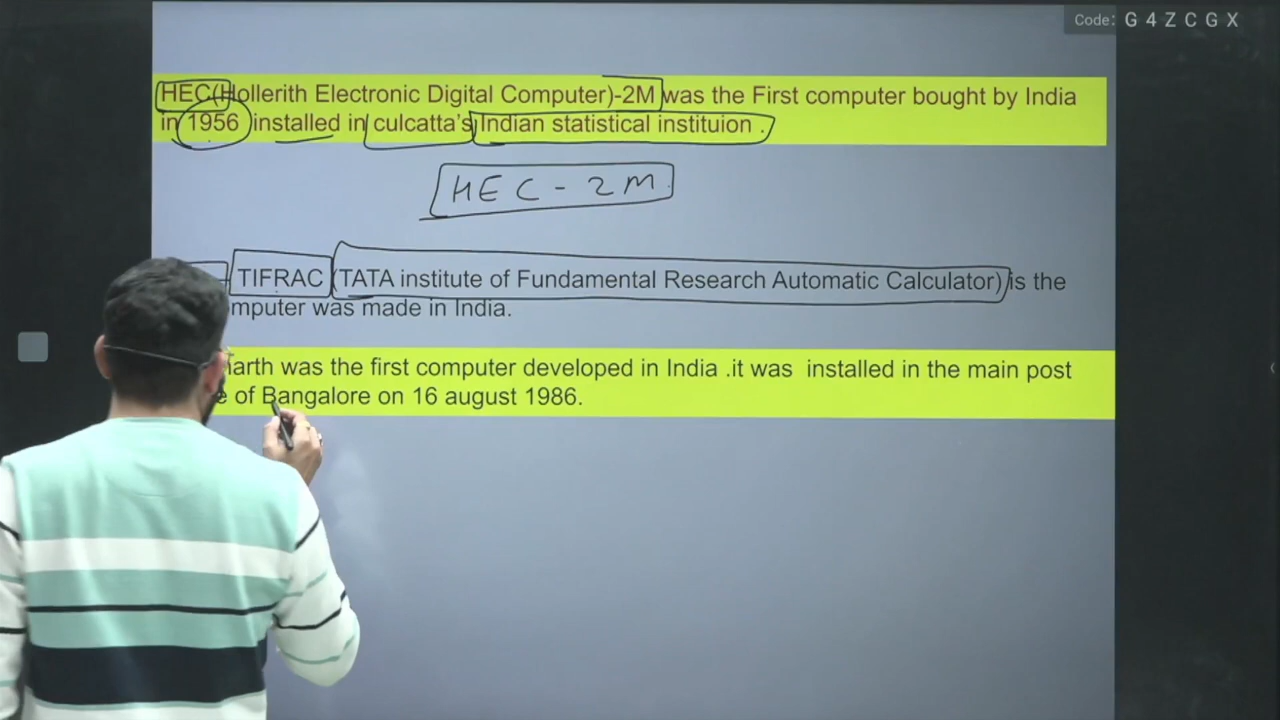 Code: G 4 Z C G X
HEC(Hollerith Electronic Digital Computer)-2M was the First computer bought by India
in 1956 installed in culcatta's Indian statistical instituion .
HEC - 2M
TIFRAC (TATA institute of Fundamental Research Automatic Calculator) is the
mputer was made in India.
arth was the first computer developed in India .it was installed in the main post
e of Bangalore on 16 august 1986.